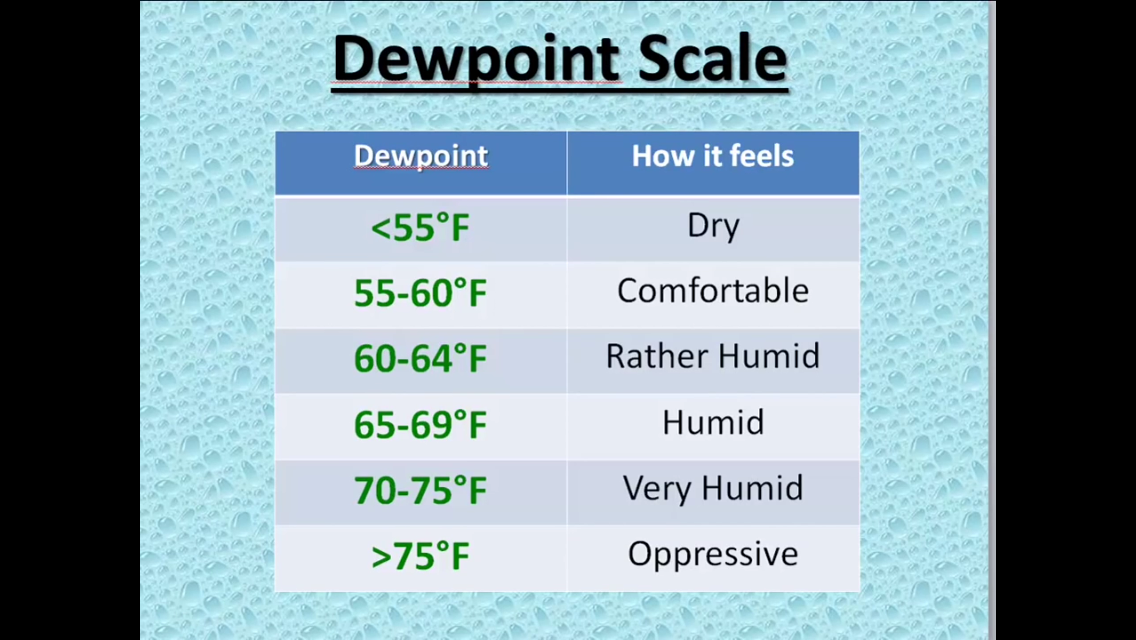 Dewpoint Scale
Dewpoint How it feels
<55°F Dry
55-60°F Comfortable
60-64°F Rather Humid
65-69°F Humid
70-75°F Very Humid
>75°F Oppressive